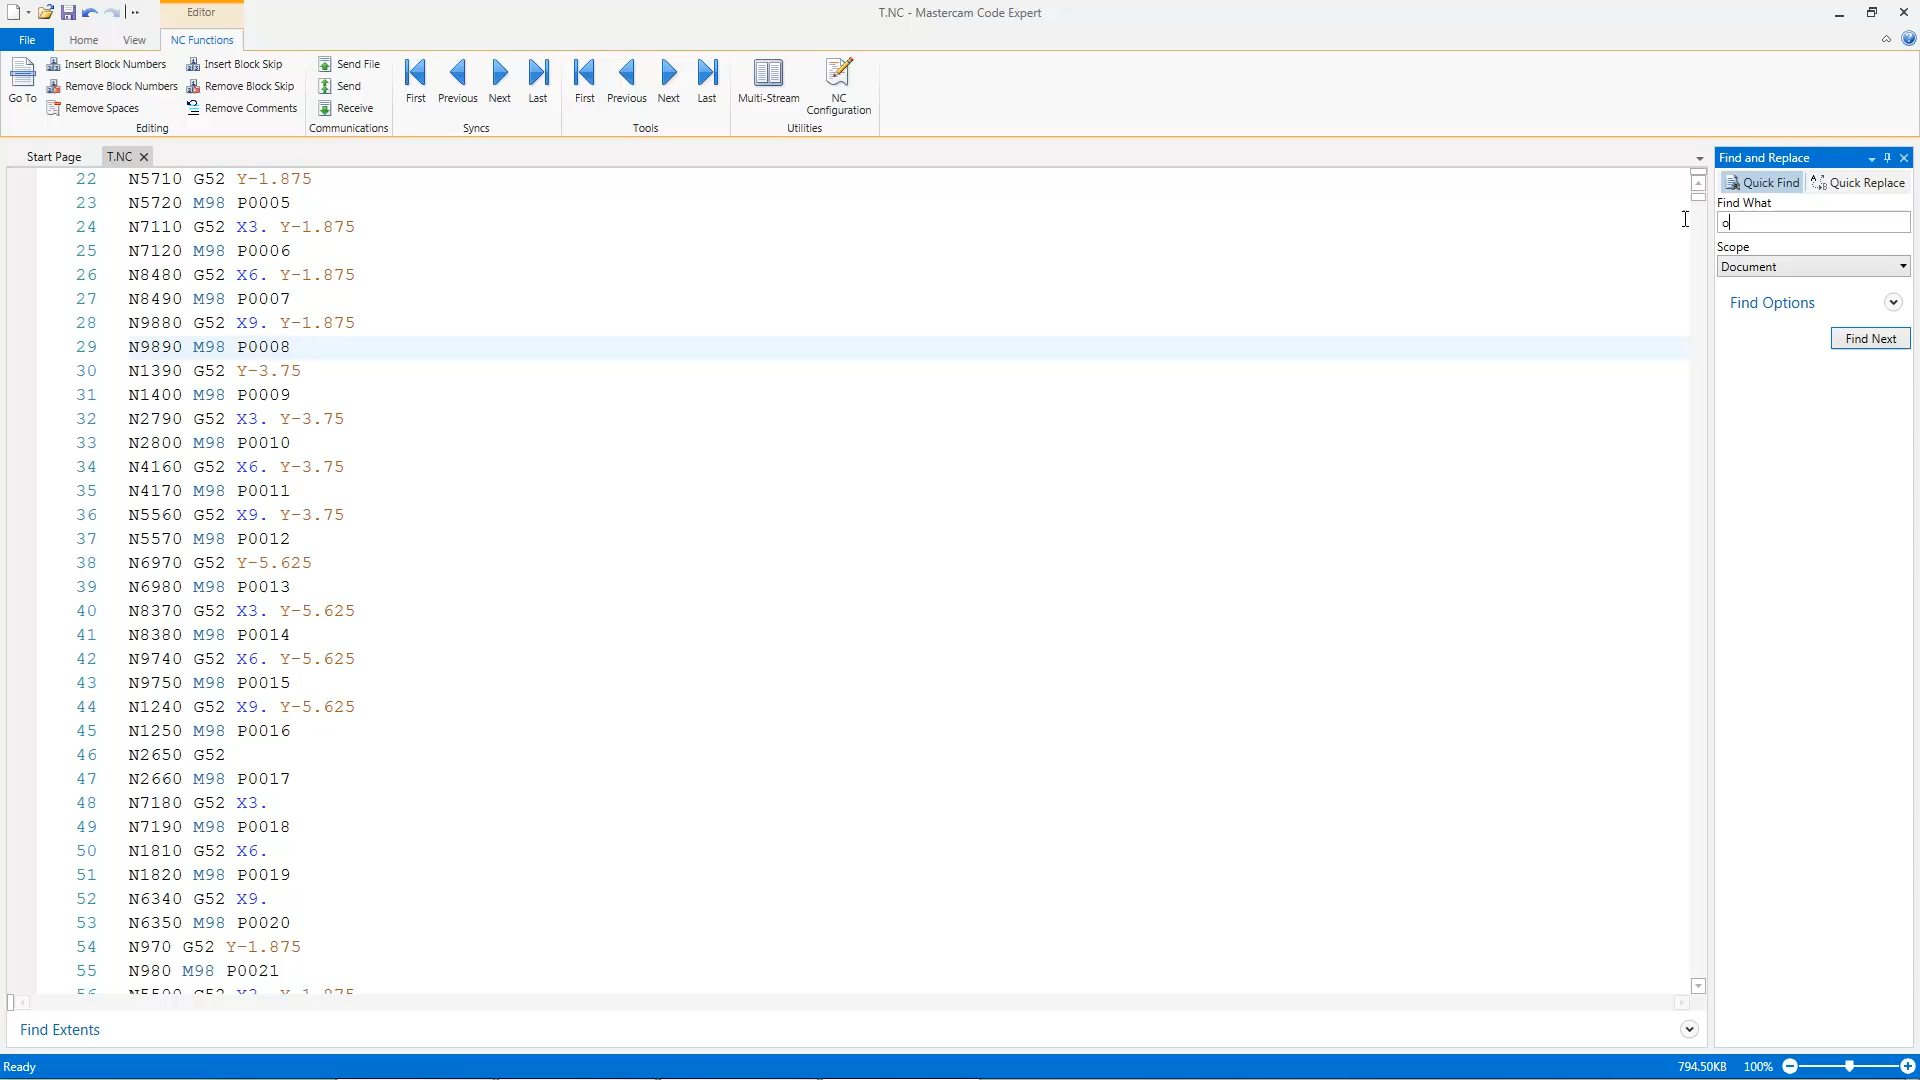 Editor
T.NC - Mastercam Code Expert
File
Home
View
NC Functions
Go To
Insert Block Numbers
Remove Block Numbers
Remove Spaces
Insert Block Skip
Remove Block Skip
Remove Comments
Editing
Send File
Send
Receive
Communications
First
Previous
Next
Last
Syncs
First
Previous
Next
Last
Tools
Multi-Stream
NC Configuration
Utilities
Start Page
T.NC
22 N5710 G52 Y-1.875
23 N5720 M98 P0005
24 N7110 G52 X3. Y-1.875
25 N7120 M98 P0006
26 N8480 G52 X6. Y-1.875
27 N8490 M98 P0007
28 N9880 G52 X9. Y-1.875
29 N9890 M98 P0008
30 N1390 G52 Y-3.75
31 N1400 M98 P0009
32 N2790 G52 X3. Y-3.75
33 N2800 M98 P0010
34 N4160 G52 X6. Y-3.75
35 N4170 M98 P0011
36 N5560 G52 X9. Y-3.75
37 N5570 M98 P0012
38 N6970 G52 Y-5.625
39 N6980 M98 P0013
40 N8370 G52 X3. Y-5.625
41 N8380 M98 P0014
42 N9740 G52 X6. Y-5.625
43 N9750 M98 P0015
44 N1240 G52 X9. Y-5.625
45 N1250 M98 P0016
46 N2650 G52
47 N2660 M98 P0017
48 N7180 G52 X3.
49 N7190 M98 P0018
50 N1810 G52 X6.
51 N1820 M98 P0019
52 N6340 G52 X9.
53 N6350 M98 P0020
54 N970 G52 Y-1.875
55 N980 M98 P0021
Find and Replace
Quick Find
Quick Replace
Find What
o
Scope
Document
Find Options
Find Next
Find Extents
Ready
794.50KB
100%